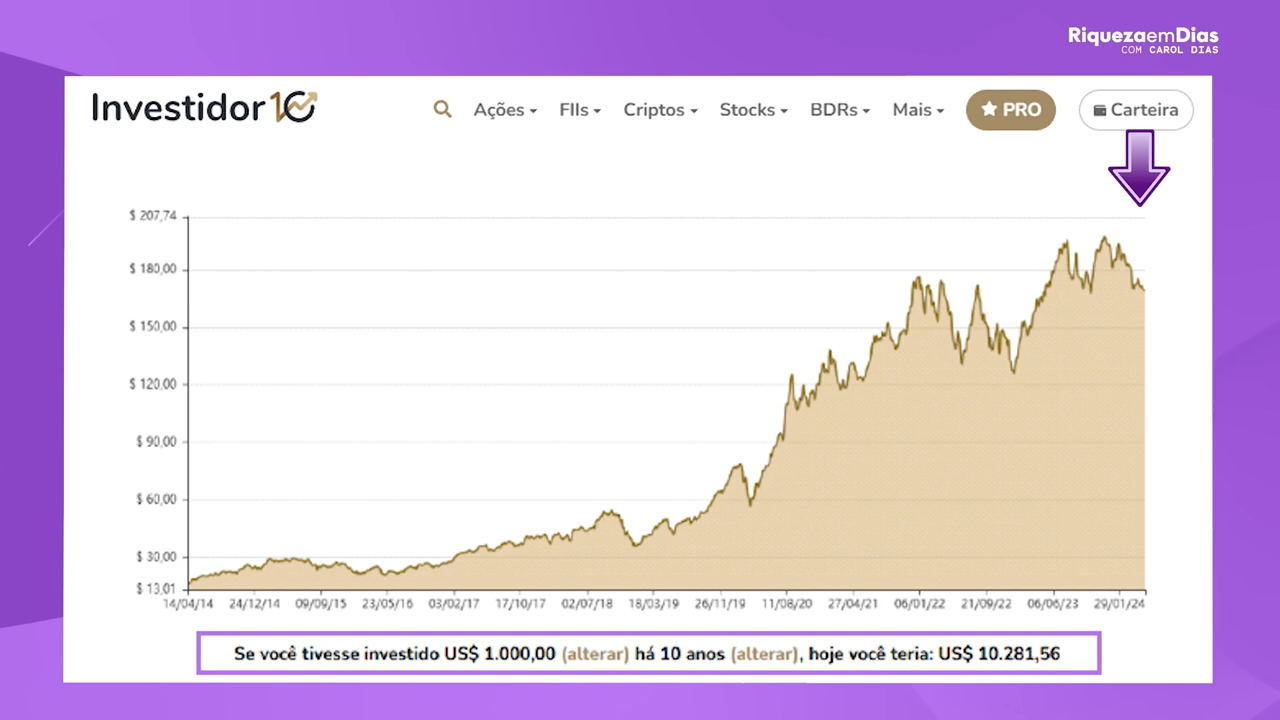 RiquezaemDias
COM CAROL DIAS
Investidor10
Ações
FIIs
Criptos
Stocks
BDRs
Mais
PRO
Carteira
$ 207,74
$ 180,00
$ 150,00
$ 120,00
$ 90,00
$ 60,00
$ 30,00
$ 13,01
14/04/14 24/12/14 09/09/15 23/05/16 03/02/17 17/10/17 02/07/18 18/03/19 26/11/19 11/08/20 27/04/21 06/01/22 21/09/22 06/06/23 29/01/24
Se você tivesse investido US$ 1.000,00 (alterar) há 10 anos (alterar), hoje você teria: US$ 10.281,56